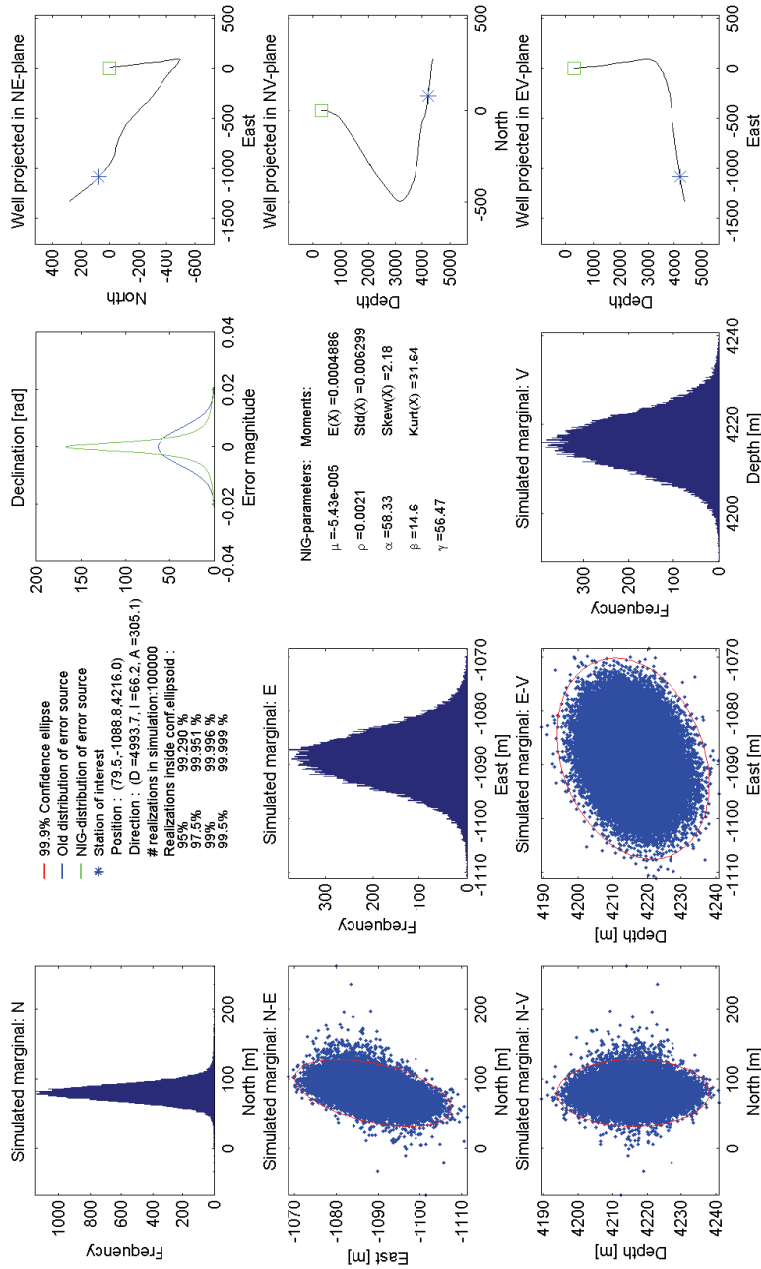 Simulated marginal: N
Frequency
1000
800
600
400
200
0
0 100 200
North [m]
99.9% Confidence ellipse
Old distribution of error source
NIG-distribution of error source
Station of interest
Position : (79.5,-1088.8,4216.0)
Direction : (D =4993.7, I =66.2, A =305.1)
# realizations in simulation:100000
Realizations inside conf.ellipsoid :
95% 99.290 %
97.5% 99.951 %
99% 99.996 %
99.5% 99.999 %
Declination [rad]
200
150
100
50
0
-0.04 -0.02 0 0.02 0.04
Error magnitude
Well projected in NE-plane
North
400
200
0
-200
-400
-600
-1500 -1000 -500 0
East
Simulated marginal: N-E
East [m]
-1070
-1080
-1090
-1100
-1110
0 100 200
North [m]
Simulated marginal: E
Frequency
300
200
100
0
-1110 -1100 -1090 -1080 -1070
East [m]
NIG-parameters: Moments:
μ =-5.43e-005 E(X) =0.0004886
ρ =0.0021 Std(X) =0.006299
α =58.33 Skew(X) =2.18
β =14.6 Kurt(X) =31.64
γ =56.47
Well projected in NV-plane
Depth
0
1000
2000
3000
4000
5000
-500 0 500
North
Simulated marginal: N-V
Depth [m]
4190
4200
4210
4220
4230
4240
0 100 200
North [m]
Simulated marginal: E-V
Depth [m]
4190
4200
4210
4220
4230
4240
-1110 -1100 -1090 -1080 -1070
East [m]
Simulated marginal: V
Frequency
300
200
100
0
4200 4220 4240
Depth [m]
Well projected in EV-plane
Depth
0
1000
2000
3000
4000
5000
-1500 -1000 -500 0
East